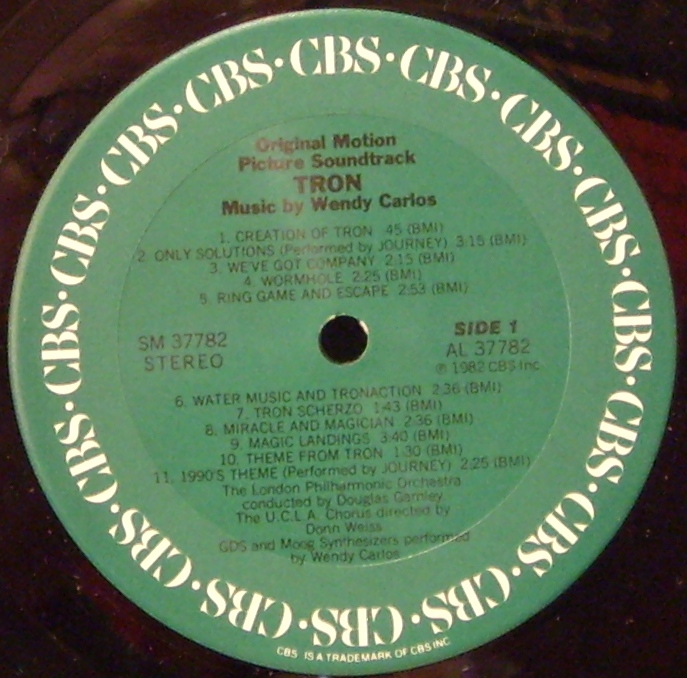 CBS · CBS · CBS · CBS · CBS · CBS · CBS · CBS · CBS · CBS · CBS · CBS · CBS · CBS · CBS · CBS · CBS · CBS
Original Motion
Picture Soundtrack
TRON
Music by Wendy Carlos
1. CREATION OF TRON 45 (BMI)
2. ONLY SOLUTIONS (Performed by JOURNEY) 3:15 (BMI)
3. WE'VE GOT COMPANY 2:15 (BMI)
4. WORMHOLE 2:25 (BMI)
5. RING GAME AND ESCAPE 2:53 (BMI)
SM 37782
STEREO
SIDE 1
AL 37782
℗ 1982 CBS Inc.
6. WATER MUSIC AND TRONACTION 2:36 (BMI)
7. TRON SCHERZO 1:43 (BMI)
8. MIRACLE AND MAGICIAN 2:36 (BMI)
9. MAGIC LANDINGS 3:40 (BMI)
10. THEME FROM TRON 1:30 (BMI)
11. 1990'S THEME (Performed by JOURNEY) 2:25 (BMI)
The London Philharmonic Orchestra
conducted by Douglas Gamley
The U.C.L.A. Chorus directed by
Donn Weiss
GDS and Moog Synthesizers performed
by Wendy Carlos
CBS IS A TRADEMARK OF CBS INC.